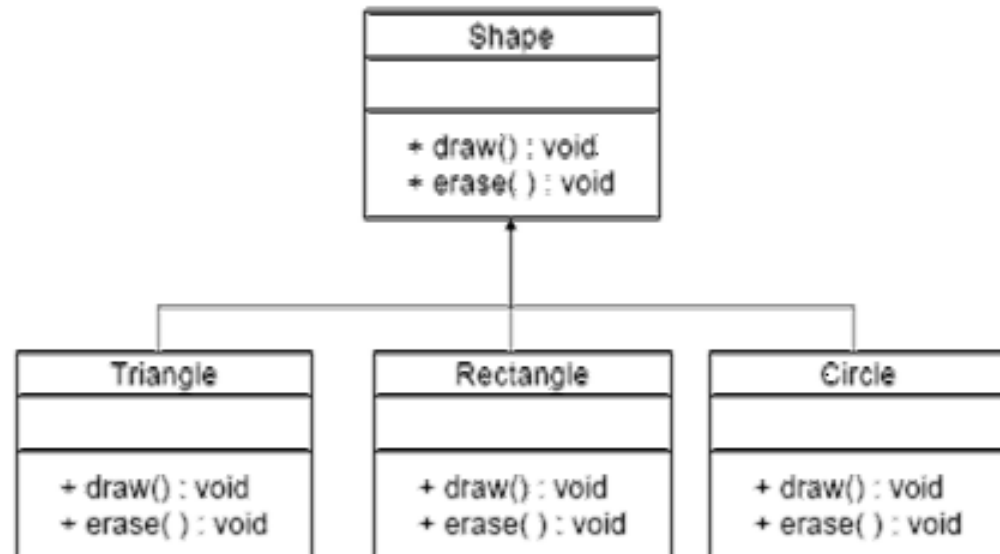 Shape
+ draw() : void
+ erase( ) : void
Triangle
+ draw() : void
+ erase( ) : void
Rectangle
+ draw() : void
+ erase( ) : void
Circle
+ draw() : void
+ erase( ) : void